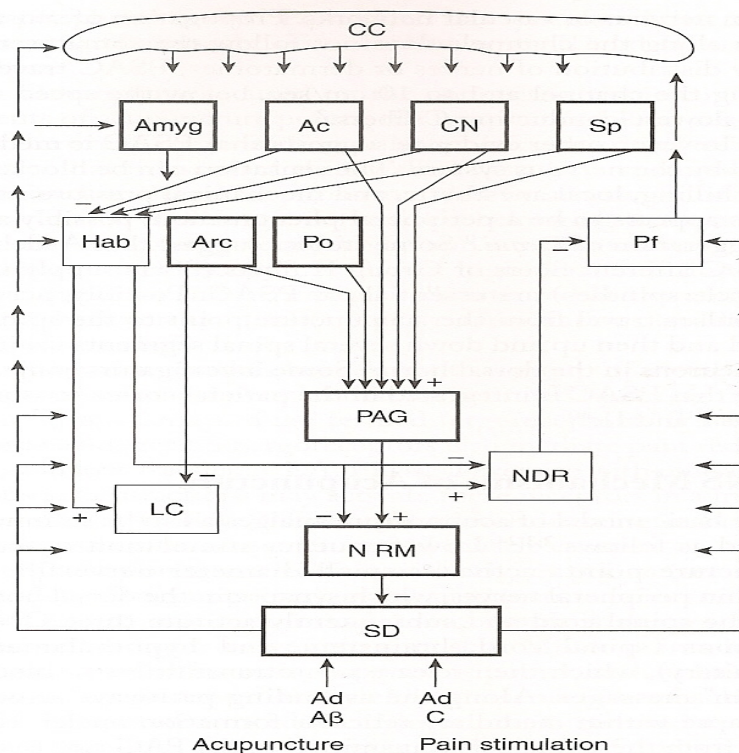 CC
Amyg Ac CN Sp
−
Hab Arc Po Pf
−
+
PAG
−
−
NDR
LC
+
+
−
+
N RM
−
SD
Ad
Aβ
Ad
C
Acupuncture Pain stimulation